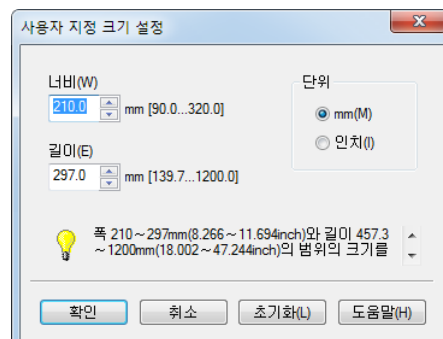 사용자 지정 크기 설정
너비(W)
단위
210.0 mm [90.0...320.0]
mm(M)
인치(I)
길이(E)
297.0 mm [139.7...1200.0]
폭 210～297mm(8.266～11.694inch)와 길이 457.3
～1200mm(18.002～47.244inch)의 범위의 크기를
확인 취소 초기화(L) 도움말(H)